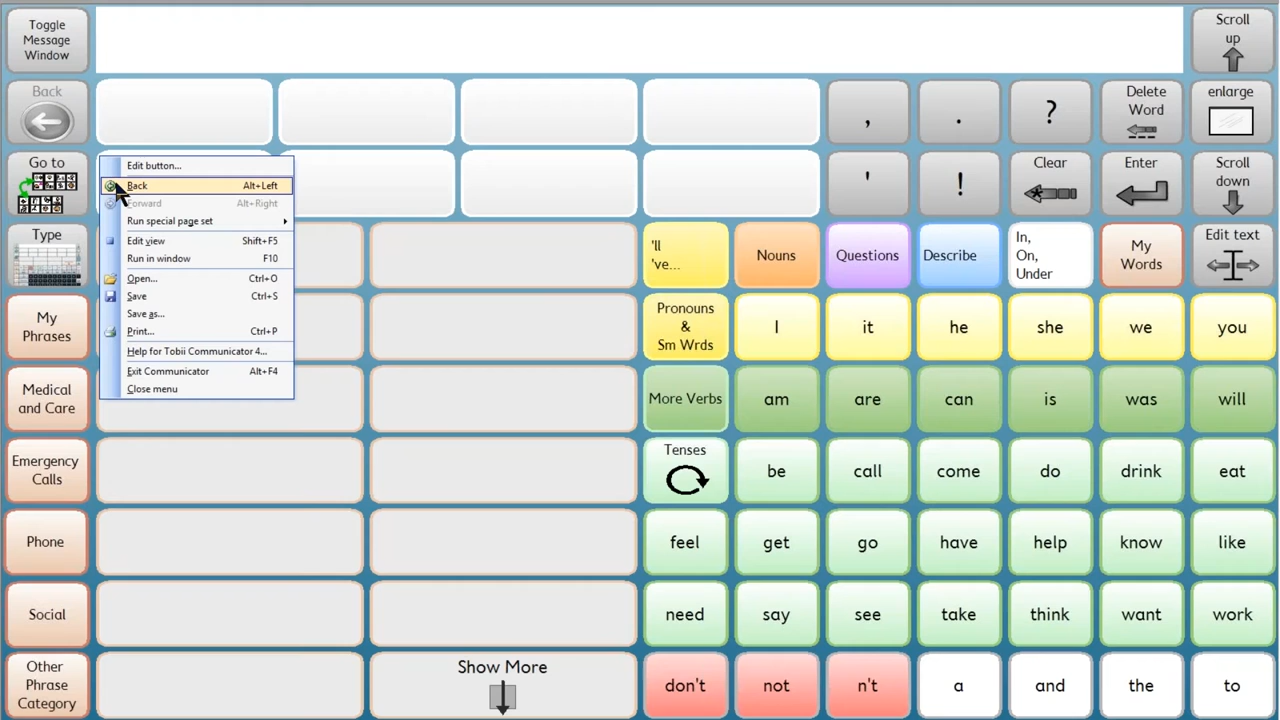 Toggle
Message
Window
Scroll
up
Back
,
.
?
Delete
Word
enlarge
Go to
'
!
Clear
Enter
Scroll
down
Edit button...
Back Alt+Left
Forward Alt+Right
Run special page set
Edit view Shift+F5
Run in window F10
Open... Ctrl+O
Save Ctrl+S
Save as...
Print... Ctrl+P
Help for Tobii Communicator 4...
Exit Communicator Alt+F4
Close menu
Type
'll
've...
Nouns
Questions
Describe
In,
On,
Under
My
Words
Edit text
My
Phrases
Pronouns
&
Sm Wrds
I
it
he
she
we
you
Medical
and Care
More Verbs
am
are
can
is
was
will
Emergency
Calls
Tenses
be
call
come
do
drink
eat
Phone
feel
get
go
have
help
know
like
Social
need
say
see
take
think
want
work
Other
Phrase
Category
Show More
don't
not
n't
a
and
the
to